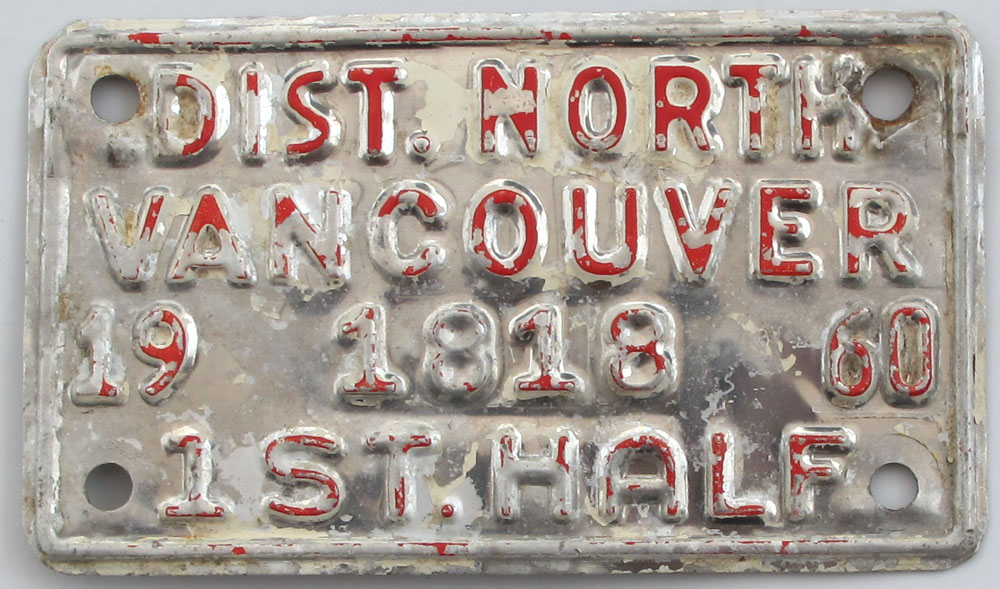 DIST. NORTH
VANCOUVER
19 1818 60
1ST. HALF